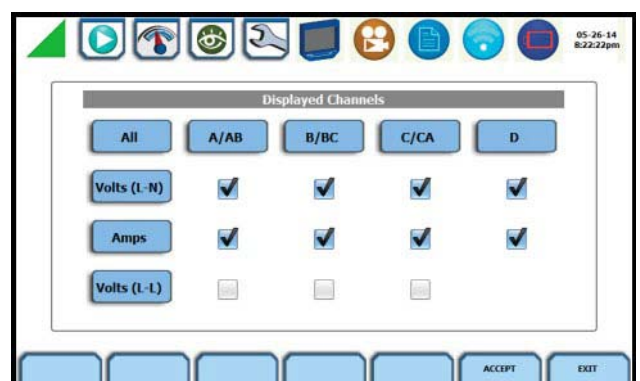 05-26-14
8:22:22pm
Displayed Channels
All A/AB B/BC C/CA D
Volts (L-N)
Amps
Volts (L-L)
ACCEPT EXIT